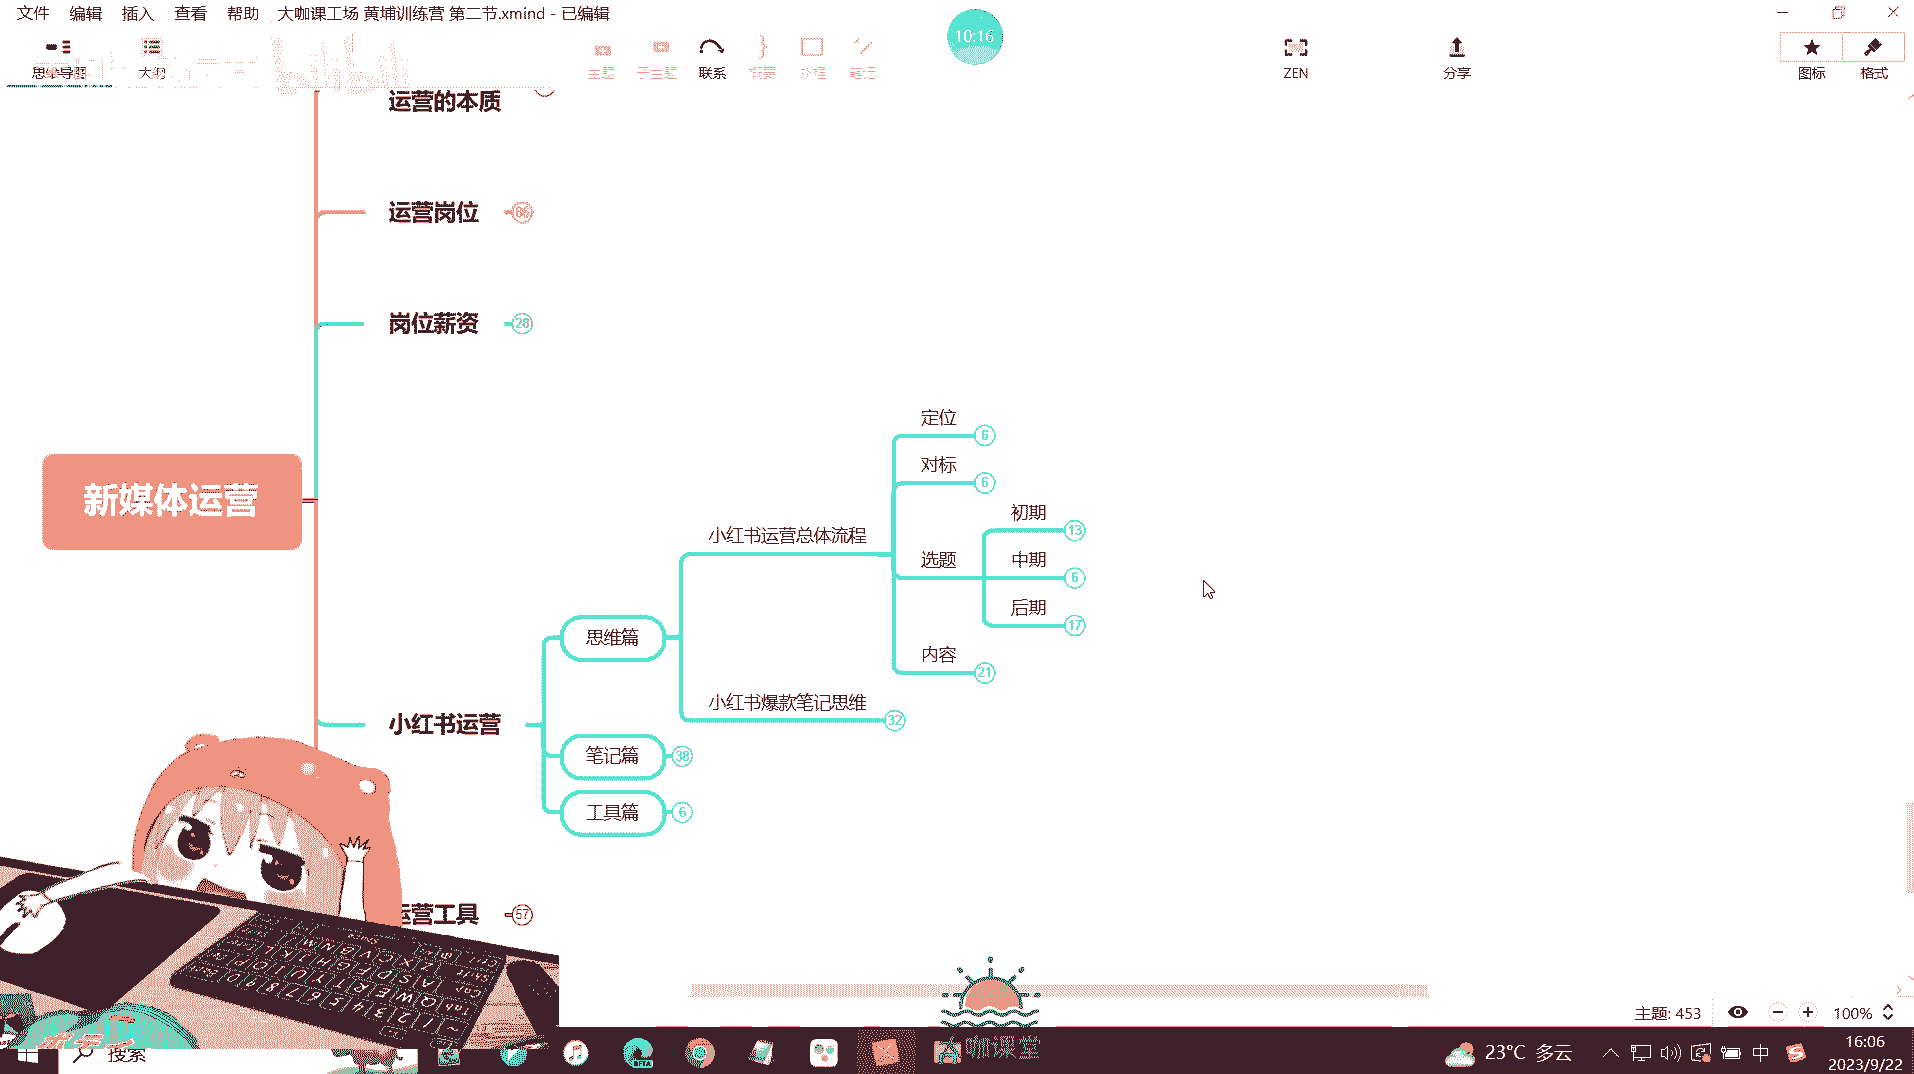 文件 编辑 插入 查看 帮助 大咖课工场 黄埔训练营 第二节.xmind - 已编辑
10:16
思维导图 大纲 主题 子主题 联系 概要 外框 笔记 ZEN 分享 图标 格式
运营的本质
运营岗位 86
岗位薪资 28
新媒体运营
定位 6
对标 6
初期 13
小红书运营总体流程
选题
中期 6
后期 17
思维篇
内容 21
小红书爆款笔记思维 32
小红书运营
笔记篇 38
工具篇 6
运营工具 57
主题: 453 100%
搜索
咖课堂
23°C 多云
中
16:06
2023/9/22